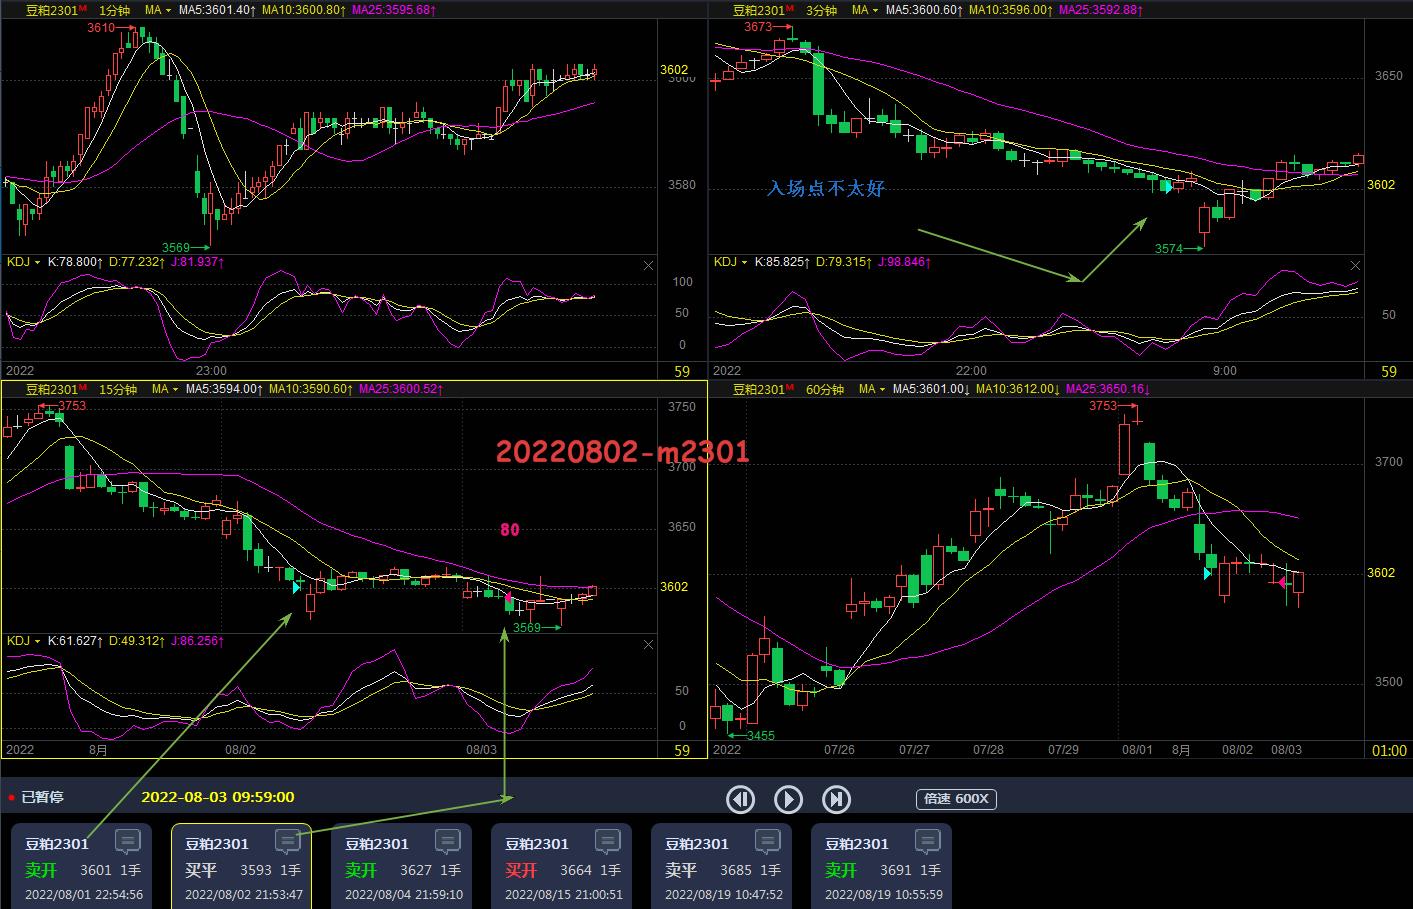 豆粕2301 M 1分钟 MA MA5:3601.40↑ MA10:3600.80↑ MA25:3595.68↑
3610
3602
3600
3580
3569
KDJ K:78.800↑ D:77.232↑ J:81.937↑
100
50
0
2022 23:00 59
豆粕2301 M 3分钟 MA MA5:3600.60↑ MA10:3596.00↑ MA25:3592.88↑
3673
3650
入场点不太好
3602
3574
KDJ K:85.825↑ D:79.315↑ J:98.846↑
50
2022 22:00 9:00 59
豆粕2301 M 15分钟 MA MA5:3594.00↑ MA10:3590.60↑ MA25:3600.52↑
3753
3750
20220802-m2301
3700
80
3650
3602
3569
KDJ K:61.627↑ D:49.312↑ J:86.256↑
50
0
2022 8月 08/02 08/03 59
豆粕2301 M 60分钟 MA MA5:3601.00↓ MA10:3612.00↓ MA25:3650.16↓
3753
3700
3602
3500
3455
2022 07/26 07/27 07/28 07/29 08/01 8月 08/02 08/03 01:00
已暂停 2022-08-03 09:59:00 倍速 600X
豆粕2301
卖开 3601 1手
2022/08/01 22:54:56
豆粕2301
买平 3593 1手
2022/08/02 21:53:47
豆粕2301
卖开 3627 1手
2022/08/04 21:59:10
豆粕2301
买开 3664 1手
2022/08/15 21:00:51
豆粕2301
卖平 3685 1手
2022/08/19 10:47:52
豆粕2301
卖开 3691 1手
2022/08/19 10:55:59